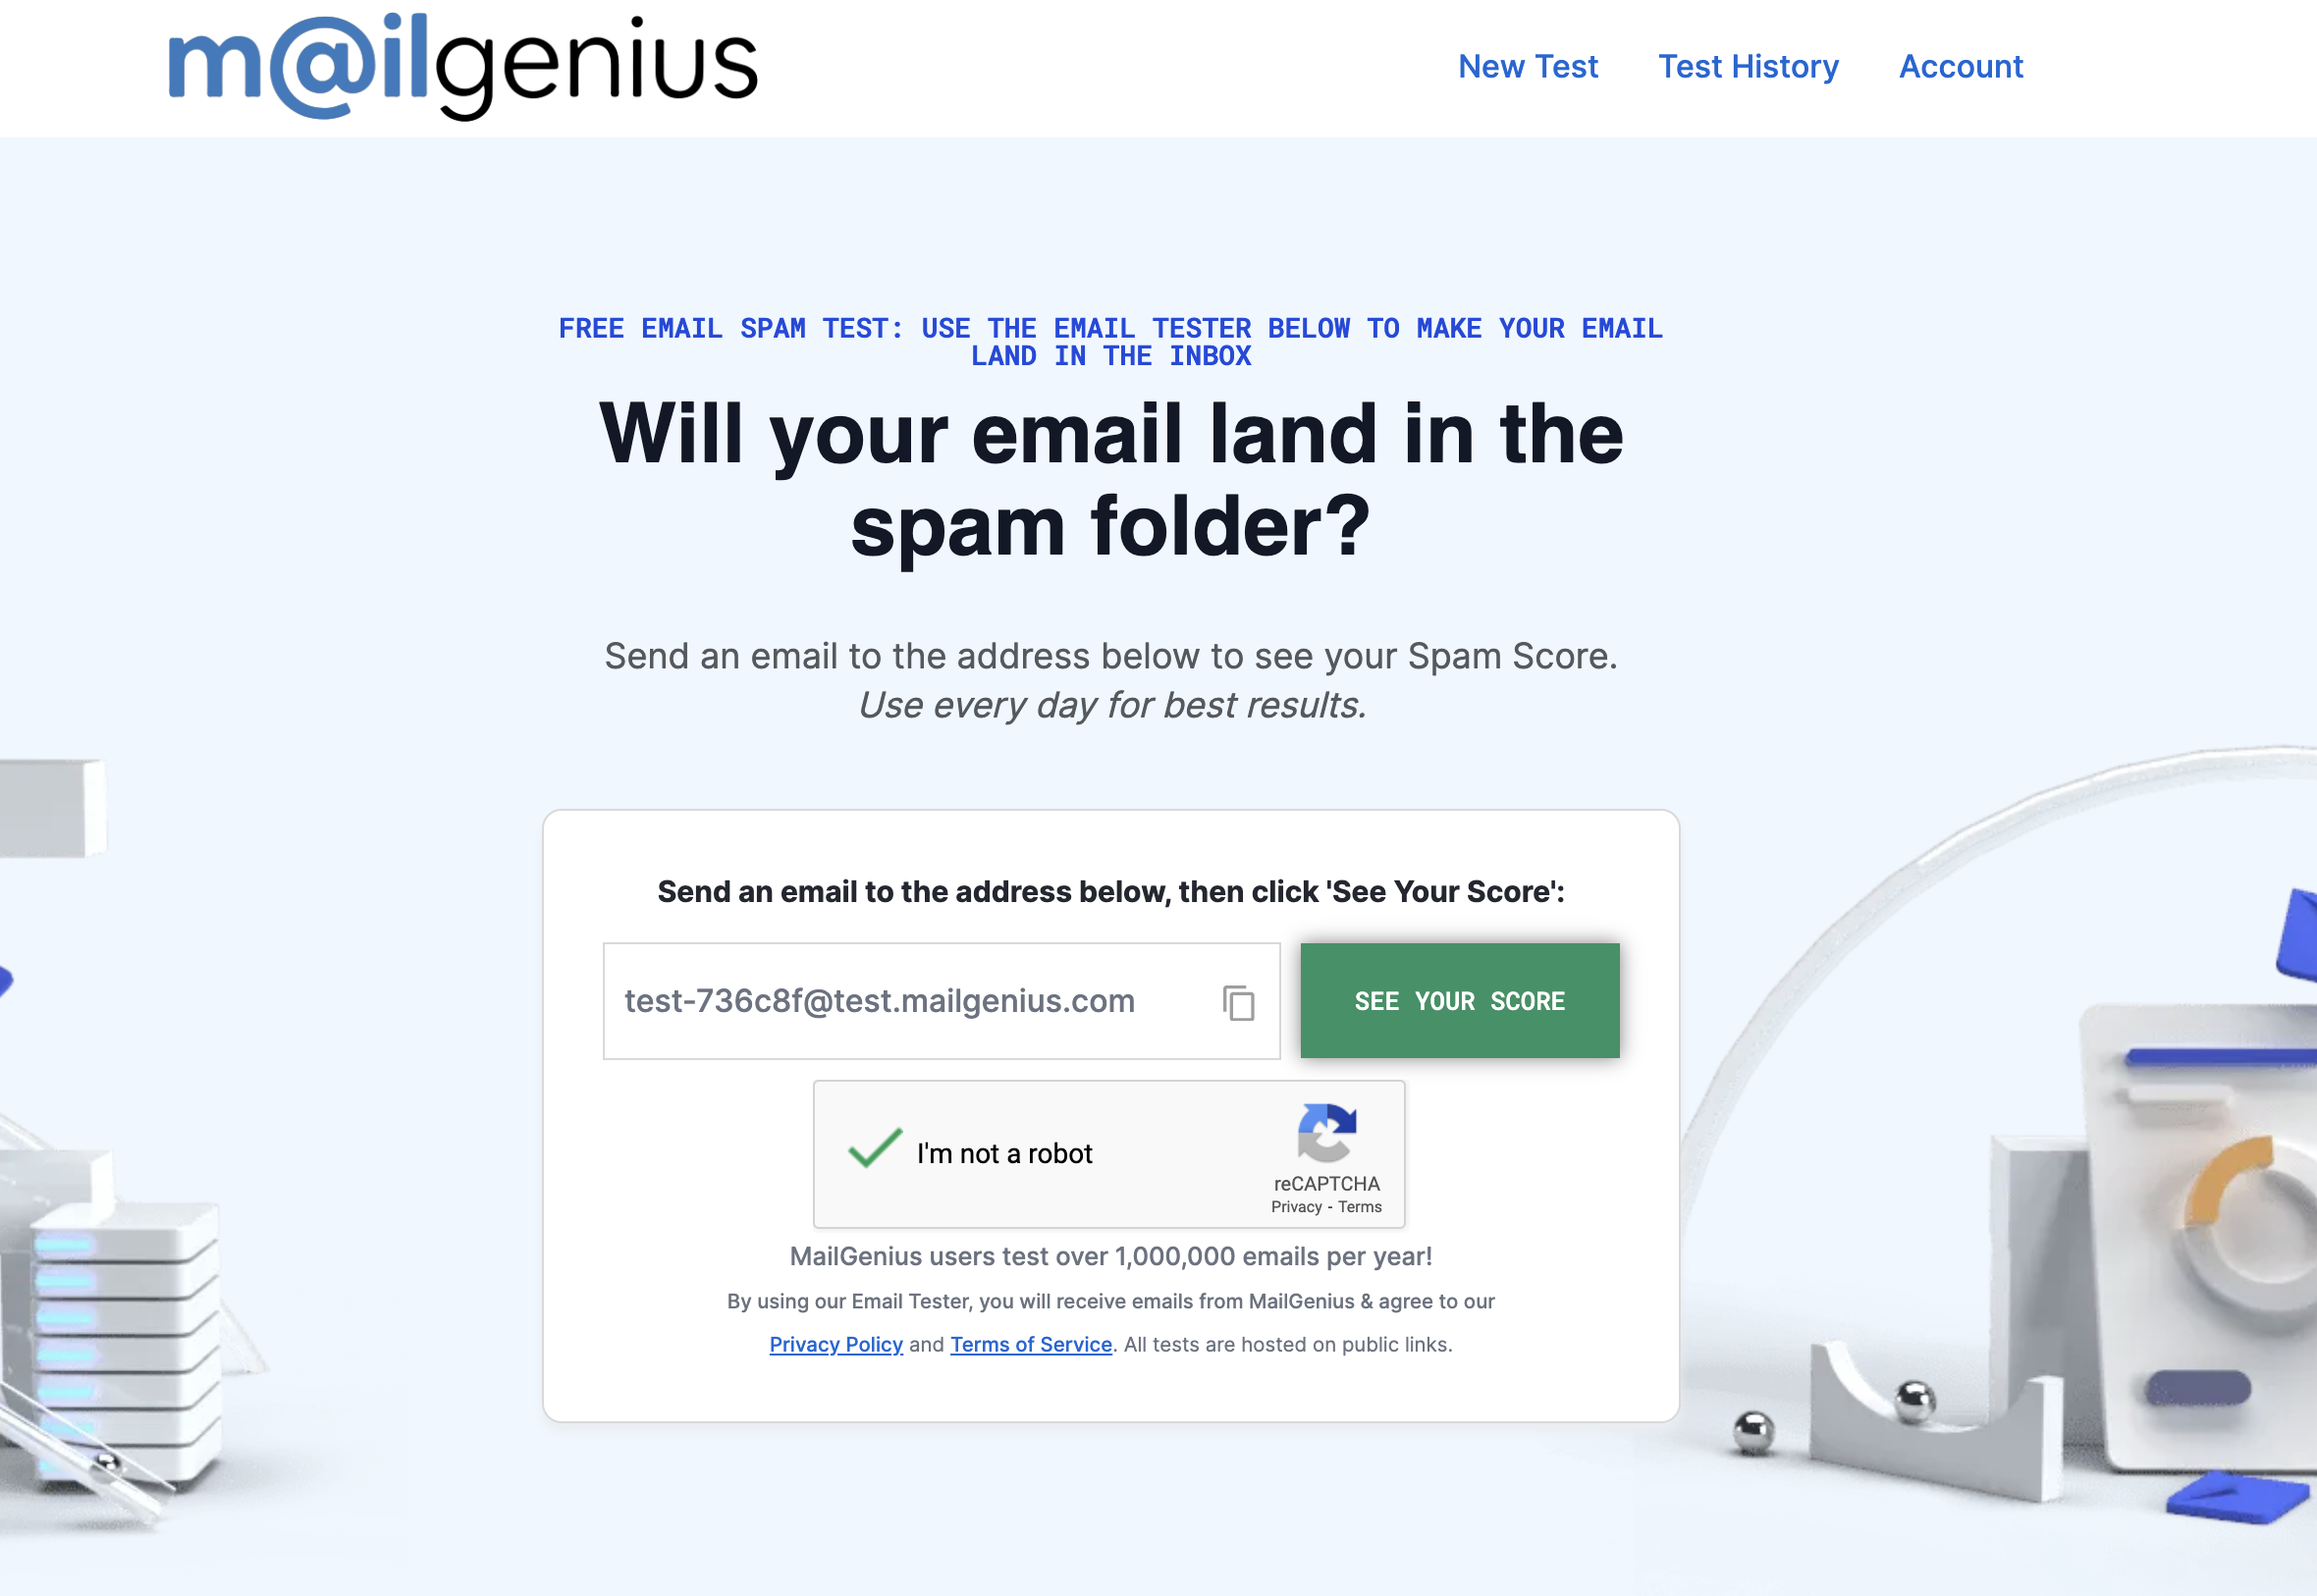 m@ilgenius
New Test
Test History
Account
FREE EMAIL SPAM TEST: USE THE EMAIL TESTER BELOW TO MAKE YOUR EMAIL
LAND IN THE INBOX
Will your email land in the
spam folder?
Send an email to the address below to see your Spam Score.
Use every day for best results.
Send an email to the address below, then click 'See Your Score':
test-736c8f@test.mailgenius.com
SEE YOUR SCORE
I'm not a robot
reCAPTCHA
Privacy - Terms
MailGenius users test over 1,000,000 emails per year!
By using our Email Tester, you will receive emails from MailGenius & agree to our
Privacy Policy and Terms of Service. All tests are hosted on public links.